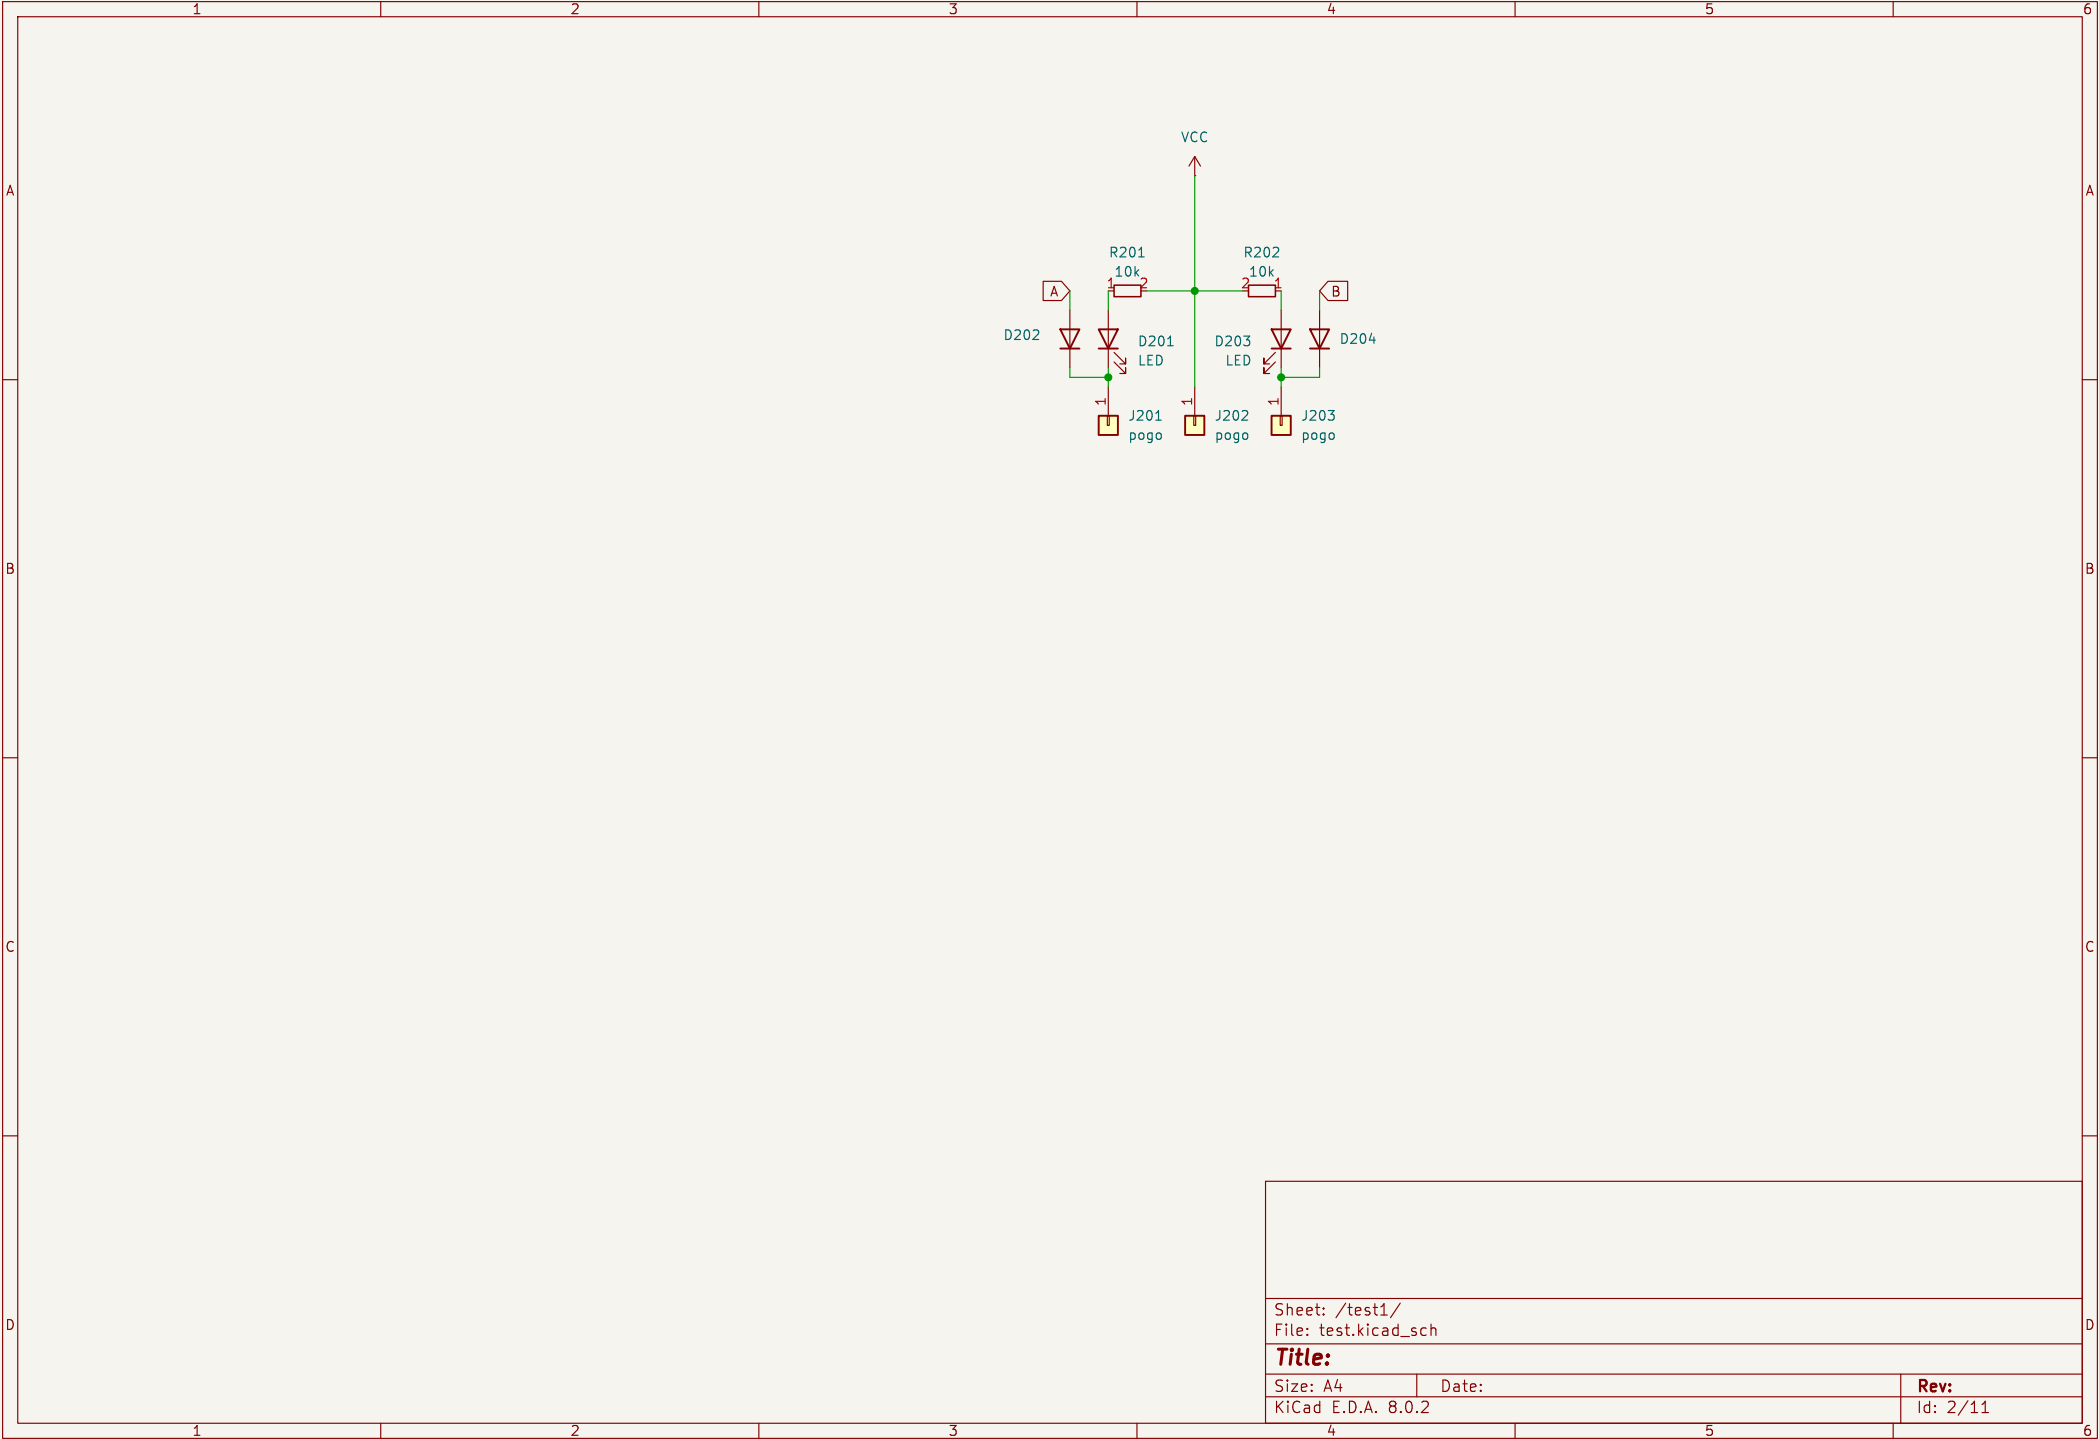 1 2 3 4 5 6
VCC
A A
R201 R202
10k 10k
1 2 2 1
A B
D202 D201 D203 D204
LED LED
1 1 1
J201 J202 J203
pogo pogo pogo
B B
C C
Sheet: /test1/
File: test.kicad_sch
D D
Title:
Size: A4 Date: Rev:
KiCad E.D.A. 8.0.2 Id: 2/11
1 2 3 4 5 6